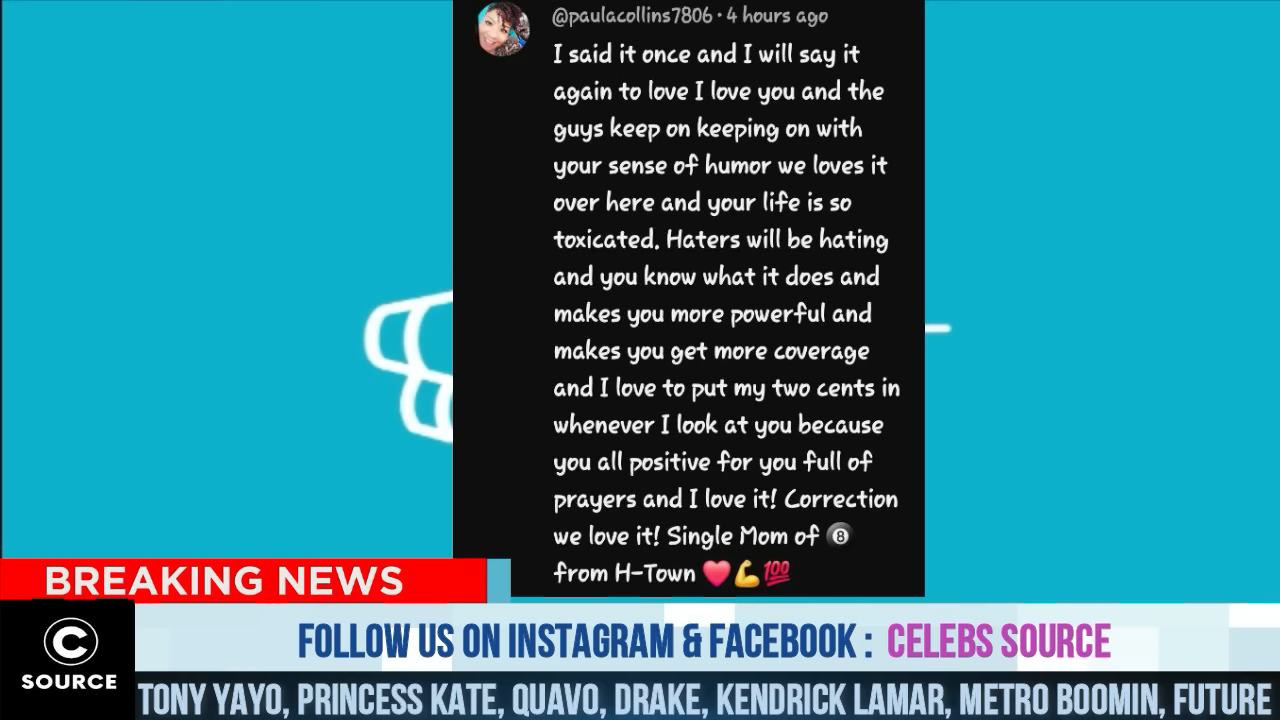 @paulacollins7806 · 4 hours ago
I said it once and I will say it
again to love I love you and the
guys keep on keeping on with
your sense of humor we loves it
over here and your life is so
toxicated. Haters will be hating
and you know what it does and
makes you more powerful and
makes you get more coverage
and I love to put my two cents in
whenever I look at you because
you all positive for you full of
prayers and I love it! Correction
we love it! Single Mom of 🎱
from H-Town ❤️💪💯
BREAKING NEWS
FOLLOW US ON INSTAGRAM & FACEBOOK : CELEBS SOURCE
C
SOURCE
TONY YAYO, PRINCESS KATE, QUAVO, DRAKE, KENDRICK LAMAR, METRO BOOMIN, FUTURE